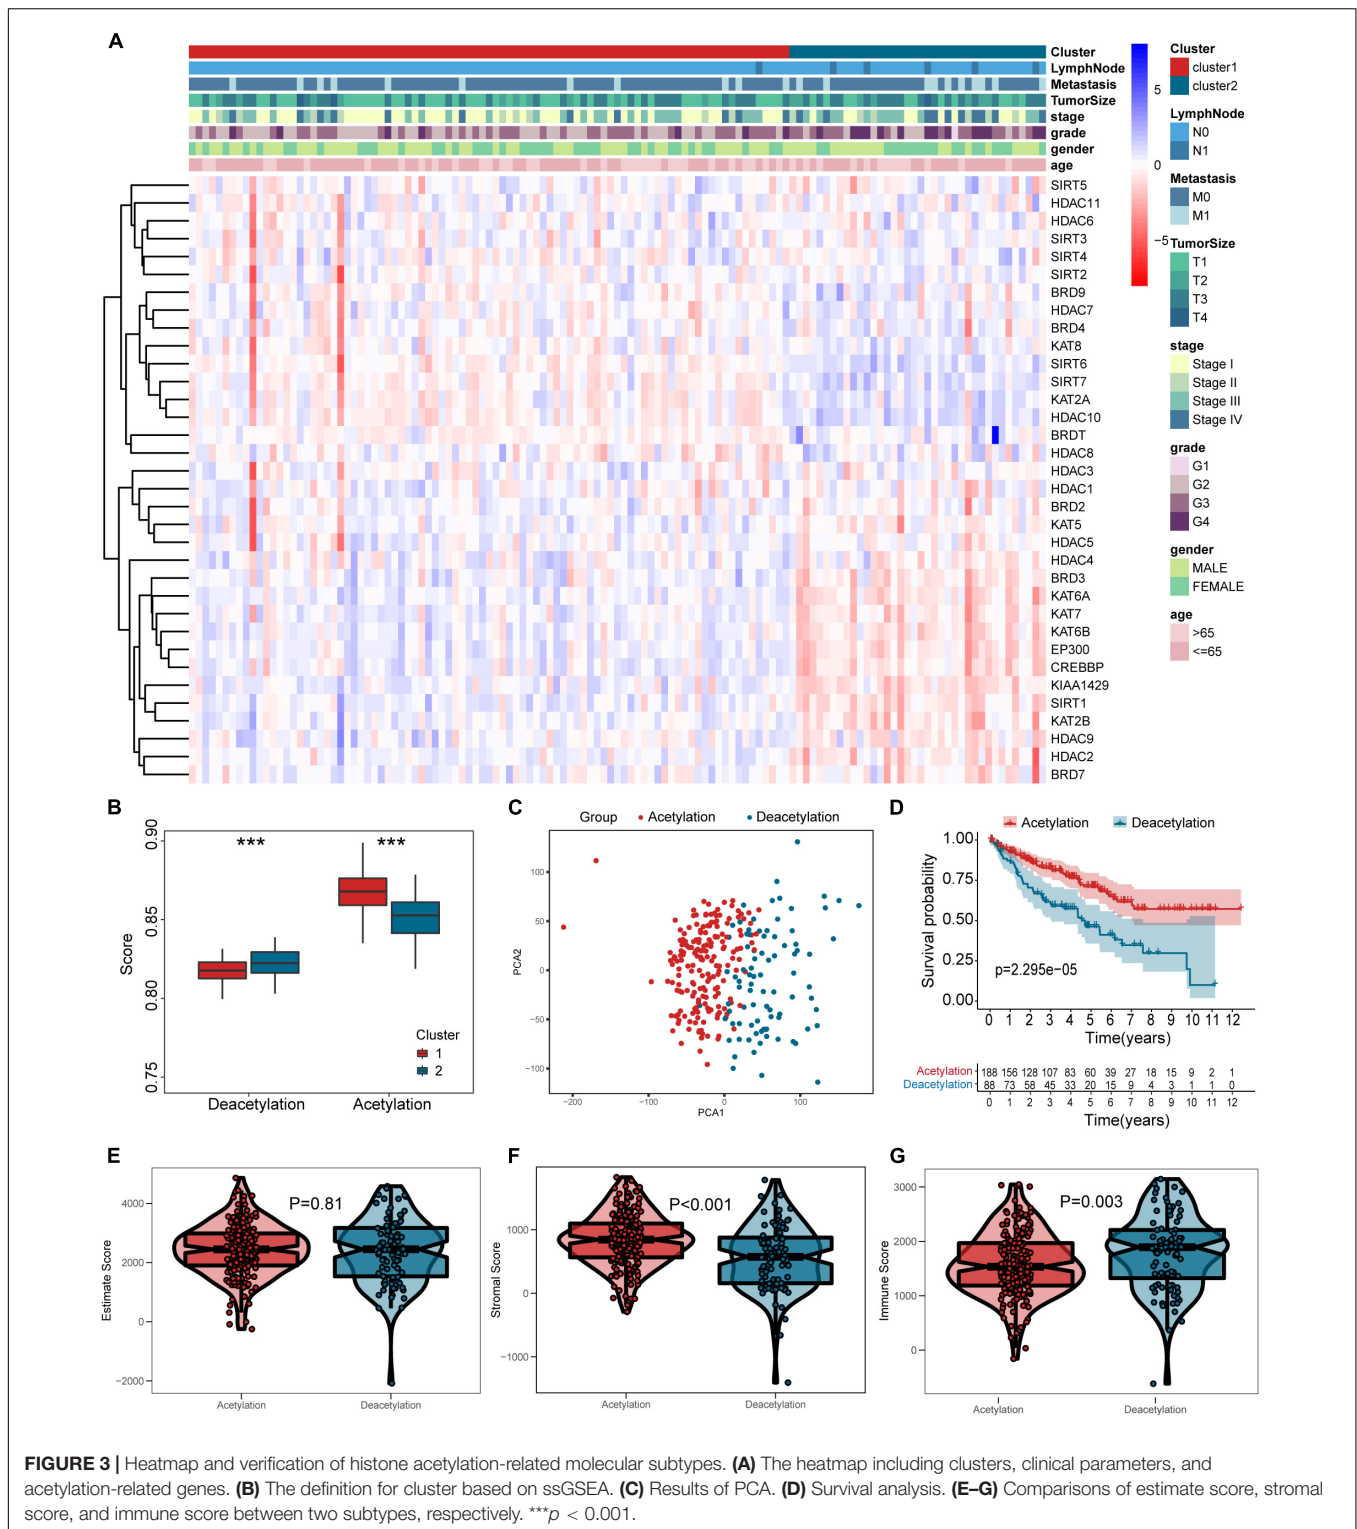 A
Cluster
LymphNode
Metastasis
TumorSize
stage
grade
gender
age
SIRT5
HDAC11
HDAC6
SIRT3
SIRT4
SIRT2
BRD9
HDAC7
BRD4
KAT8
SIRT6
SIRT7
KAT2A
HDAC10
BRDT
HDAC8
HDAC3
HDAC1
BRD2
KAT5
HDAC5
HDAC4
BRD3
KAT6A
KAT7
KAT6B
EP300
CREBBP
KIAA1429
SIRT1
KAT2B
HDAC9
HDAC2
BRD7
5
0
−5
Cluster
cluster1
cluster2
LymphNode
N0
N1
Metastasis
M0
M1
TumorSize
T1
T2
T3
T4
stage
Stage I
Stage II
Stage III
Stage IV
grade
G1
G2
G3
G4
gender
MALE
FEMALE
age
>65
<=65
B
0.90
0.85
0.80
0.75
Score
*** ***
Cluster
1
2
Deacetylation Acetylation
C
Group Acetylation Deacetylation
100
50
0
−50
−100
PCA2
−200 −100 0 100
PCA1
D
Acetylation Deacetylation
1.00
0.75
0.50
0.25
0.00
Survival probability
p=2.295e−05
0 1 2 3 4 5 6 7 8 9 10 11 12
Time(years)
Acetylation 188 156 128 107 83 60 39 27 18 15 9 2 1
Deacetylation 88 73 58 45 33 20 15 9 4 3 1 1 0
0 1 2 3 4 5 6 7 8 9 10 11 12
Time(years)
E
4000
2000
0
−2000
Estimate Score
P=0.81
Acetylation Deacetylation
F
1000
0
−1000
Stromal Score
P<0.001
Acetylation Deacetylation
G
3000
2000
1000
0
Immune Score
P=0.003
Acetylation Deacetylation
FIGURE 3 | Heatmap and verification of histone acetylation-related molecular subtypes. (A) The heatmap including clusters, clinical parameters, and
acetylation-related genes. (B) The definition for cluster based on ssGSEA. (C) Results of PCA. (D) Survival analysis. (E–G) Comparisons of estimate score, stromal
score, and immune score between two subtypes, respectively. ***p < 0.001.